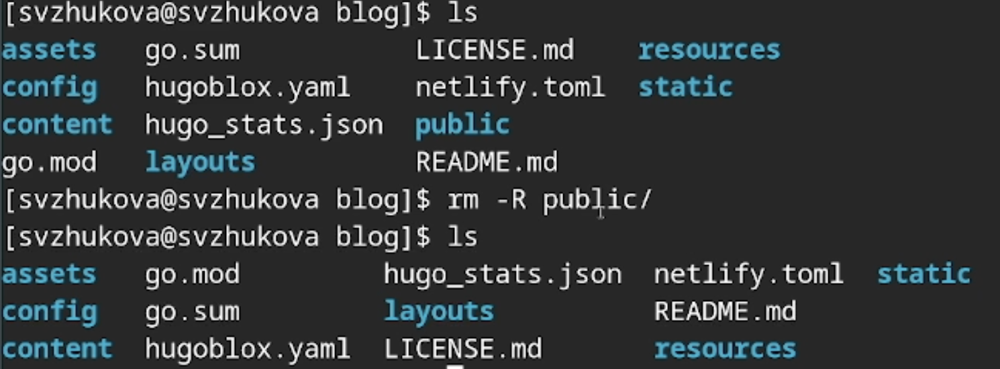 [svzhukova@svzhukova blog]$ ls
assets go.sum LICENSE.md resources
config hugoblox.yaml netlify.toml static
content hugo_stats.json public
go.mod layouts README.md
[svzhukova@svzhukova blog]$ rm -R public/
[svzhukova@svzhukova blog]$ ls
assets go.mod hugo_stats.json netlify.toml static
config go.sum layouts README.md
content hugoblox.yaml LICENSE.md resources